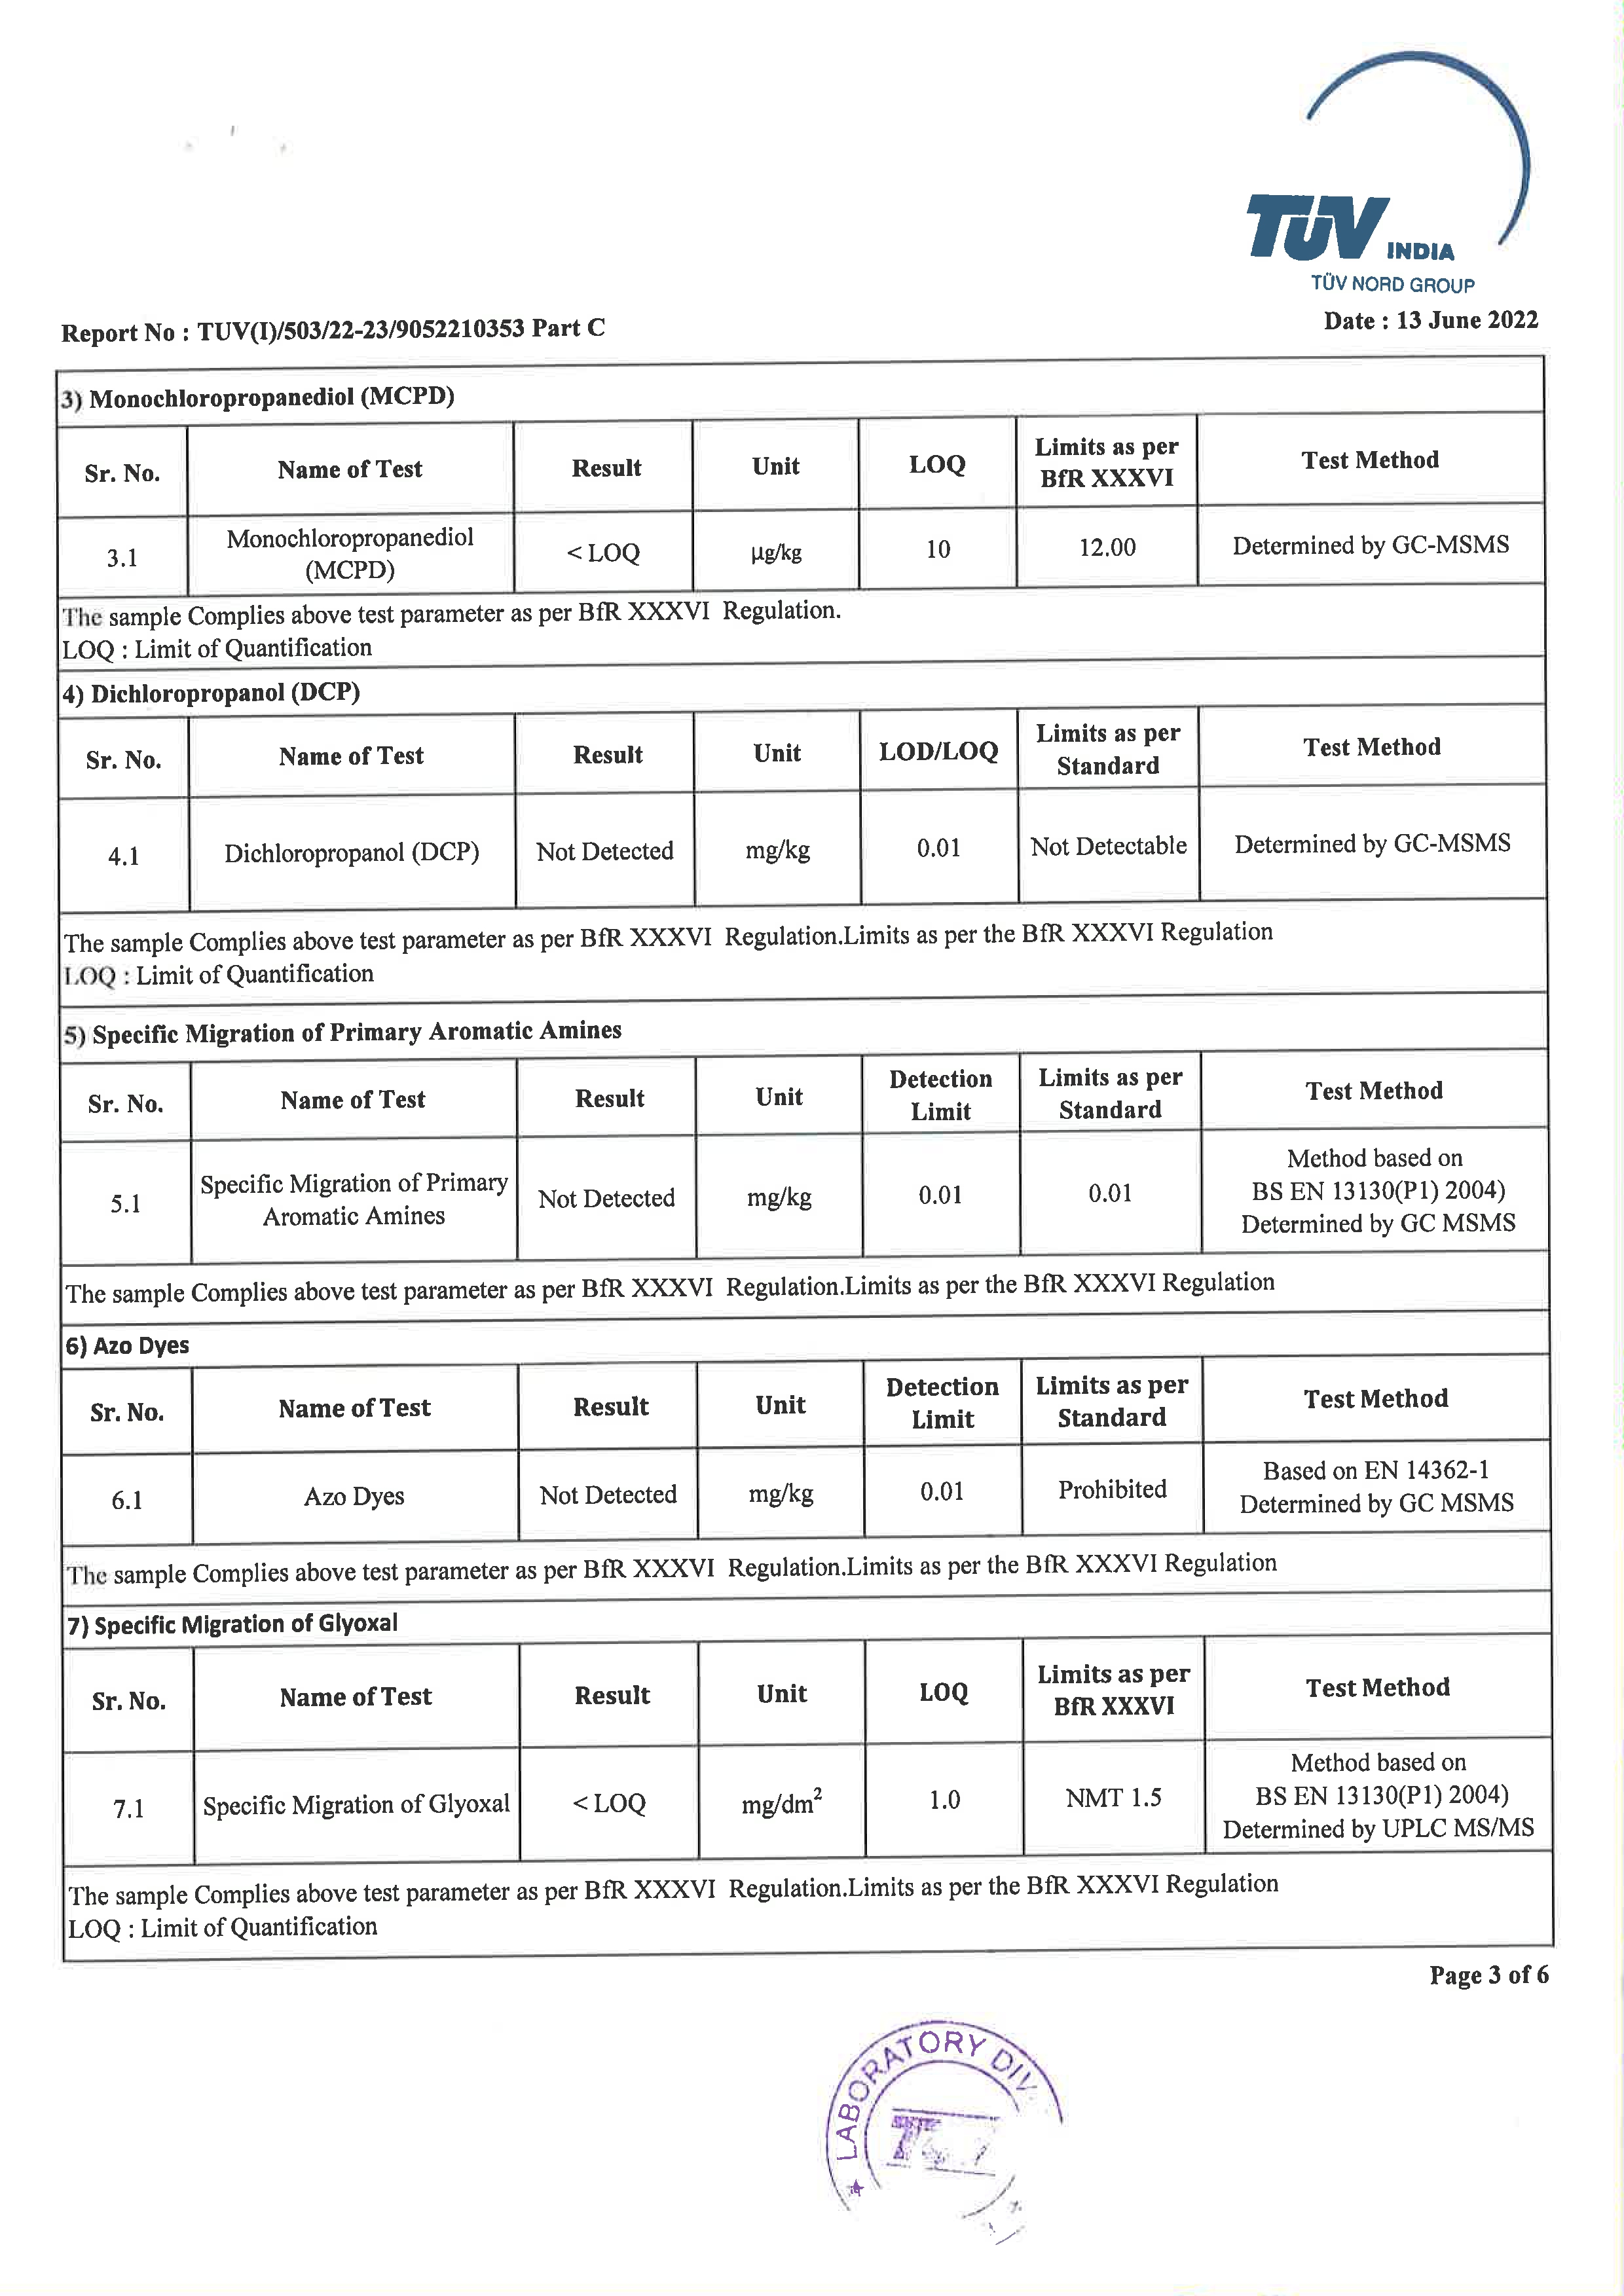 TÜV INDIA
TÜV NORD GROUP
Report No : TUV(I)/503/22-23/9052210353 Part C
Date : 13 June 2022
3) Monochloropropanediol (MCPD)
Sr. No. Name of Test Result Unit LOQ Limits as per BfR XXXVI Test Method
3.1 Monochloropropanediol (MCPD) < LOQ µg/kg 10 12.00 Determined by GC-MSMS
The sample Complies above test parameter as per BfR XXXVI Regulation.
LOQ : Limit of Quantification
4) Dichloropropanol (DCP)
Sr. No. Name of Test Result Unit LOD/LOQ Limits as per Standard Test Method
4.1 Dichloropropanol (DCP) Not Detected mg/kg 0.01 Not Detectable Determined by GC-MSMS
The sample Complies above test parameter as per BfR XXXVI Regulation.Limits as per the BfR XXXVI Regulation
LOQ : Limit of Quantification
5) Specific Migration of Primary Aromatic Amines
Sr. No. Name of Test Result Unit Detection Limit Limits as per Standard Test Method
5.1 Specific Migration of Primary Aromatic Amines Not Detected mg/kg 0.01 0.01 Method based on BS EN 13130(P1) 2004) Determined by GC MSMS
The sample Complies above test parameter as per BfR XXXVI Regulation.Limits as per the BfR XXXVI Regulation
6) Azo Dyes
Sr. No. Name of Test Result Unit Detection Limit Limits as per Standard Test Method
6.1 Azo Dyes Not Detected mg/kg 0.01 Prohibited Based on EN 14362-1 Determined by GC MSMS
The sample Complies above test parameter as per BfR XXXVI Regulation.Limits as per the BfR XXXVI Regulation
7) Specific Migration of Glyoxal
Sr. No. Name of Test Result Unit LOQ Limits as per BfR XXXVI Test Method
7.1 Specific Migration of Glyoxal < LOQ mg/dm² 1.0 NMT 1.5 Method based on BS EN 13130(P1) 2004) Determined by UPLC MS/MS
The sample Complies above test parameter as per BfR XXXVI Regulation.Limits as per the BfR XXXVI Regulation
LOQ : Limit of Quantification
Page 3 of 6
LABORATORY DIV.